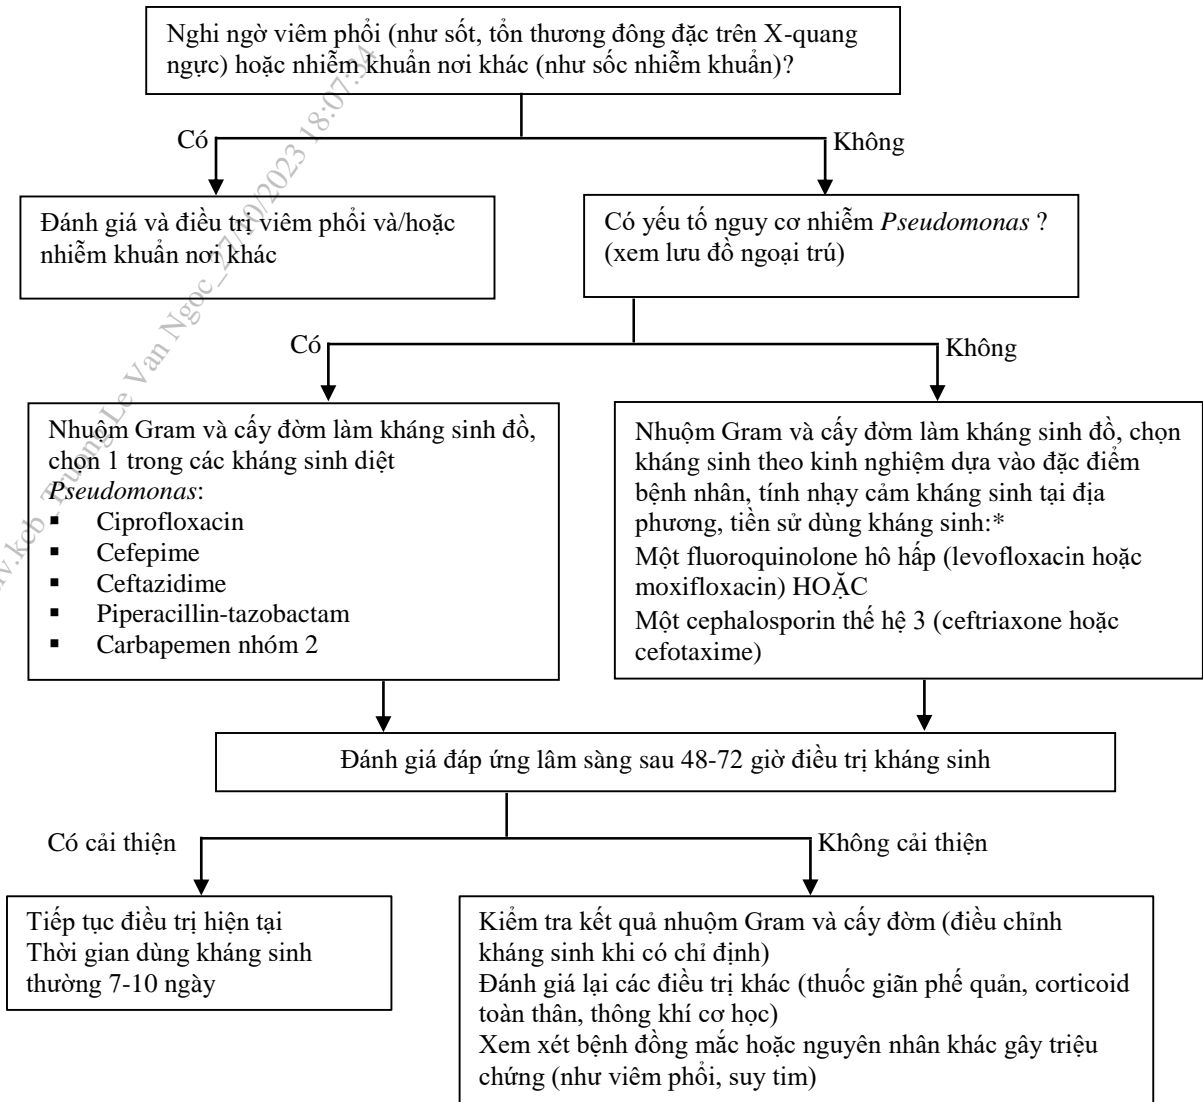 Nghi ngờ viêm phổi (như sốt, tổn thương đông đặc trên X-quang
ngực) hoặc nhiễm khuẩn nơi khác (như sốc nhiễm khuẩn)?
Có
Không
Đánh giá và điều trị viêm phổi và/hoặc
nhiễm khuẩn nơi khác
Có yếu tố nguy cơ nhiễm Pseudomonas ?
(xem lưu đồ ngoại trú)
Có
Không
Nhuộm Gram và cấy đờm làm kháng sinh đồ,
chọn 1 trong các kháng sinh diệt
Pseudomonas:
▪ Ciprofloxacin
▪ Cefepime
▪ Ceftazidime
▪ Piperacillin-tazobactam
▪ Carbapemen nhóm 2
Nhuộm Gram và cấy đờm làm kháng sinh đồ, chọn
kháng sinh theo kinh nghiệm dựa vào đặc điểm
bệnh nhân, tính nhạy cảm kháng sinh tại địa
phương, tiền sử dùng kháng sinh:*
Một fluoroquinolone hô hấp (levofloxacin hoặc
moxifloxacin) HOẶC
Một cephalosporin thế hệ 3 (ceftriaxone hoặc
cefotaxime)
Đánh giá đáp ứng lâm sàng sau 48-72 giờ điều trị kháng sinh
Có cải thiện
Không cải thiện
Tiếp tục điều trị hiện tại
Thời gian dùng kháng sinh
thường 7-10 ngày
Kiểm tra kết quả nhuộm Gram và cấy đờm (điều chỉnh
kháng sinh khi có chỉ định)
Đánh giá lại các điều trị khác (thuốc giãn phế quản, corticoid
toàn thân, thông khí cơ học)
Xem xét bệnh đồng mắc hoặc nguyên nhân khác gây triệu
chứng (như viêm phổi, suy tim)
Truong Le Van Ngoc_27/10/2023 18:07:34